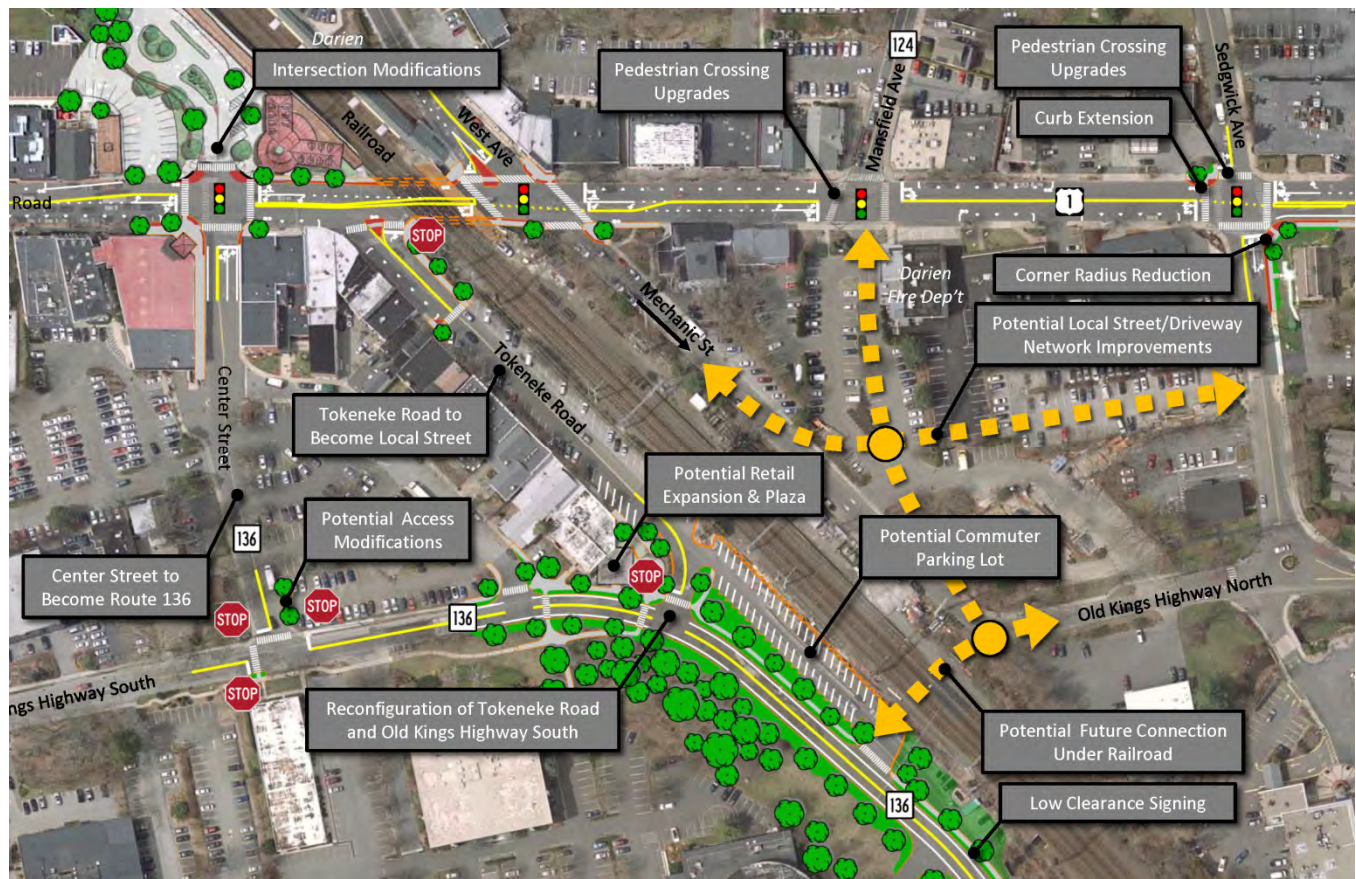 Darien
Intersection Modifications
Railroad
West Ave
Pedestrian Crossing
Upgrades
124
Mansfield Ave
Pedestrian Crossing
Upgrades
Curb Extension
Sedgwick Ave
Road
1
STOP
Corner Radius Reduction
Darien
Fire Dep't
Mechanic St
Potential Local Street/Driveway
Network Improvements
Tokeneke Road
Center Street
Tokeneke Road to
Become Local Street
Potential Retail
Expansion & Plaza
Potential Commuter
Parking Lot
136
Potential Access
Modifications
Center Street to
Become Route 136
STOP
STOP
STOP
STOP
136
Old Kings Highway North
ngs Highway South
Reconfiguration of Tokeneke Road
and Old Kings Highway South
Potential Future Connection
Under Railroad
136
Low Clearance Signing